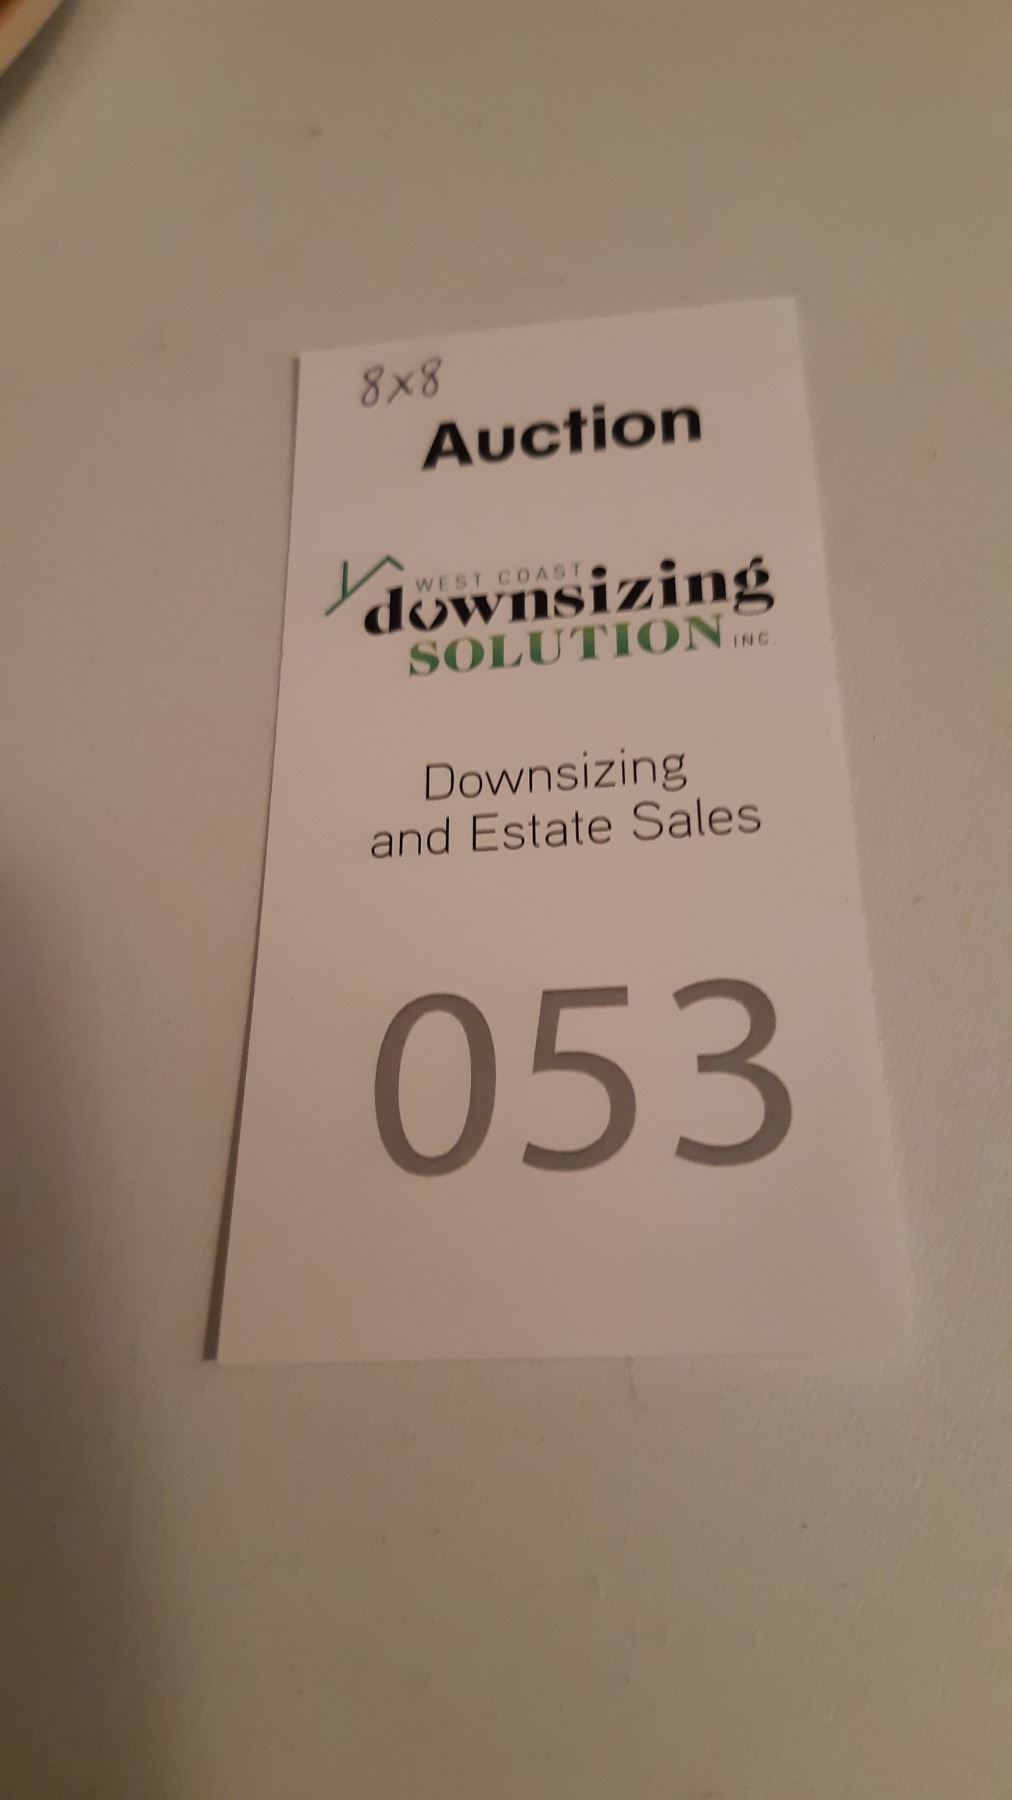 8x8
Auction
WEST COAST
downsizing
SOLUTION INC.
Downsizing
and Estate Sales
053